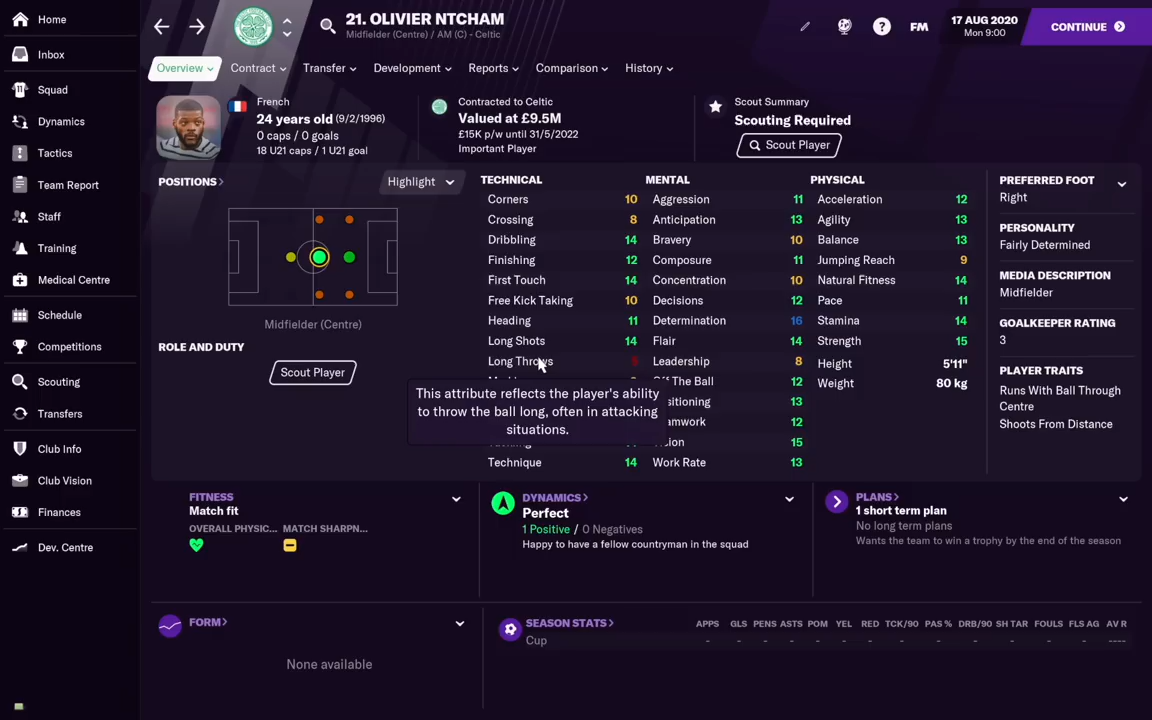 Home
Inbox
Squad
Dynamics
Tactics
Team Report
Staff
Training
Medical Centre
Schedule
Competitions
Scouting
Transfers
Club Info
Club Vision
Finances
Dev. Centre
21. OLIVIER NTCHAM
Midfielder (Centre) / AM (C) - Celtic
FM
17 AUG 2020
Mon 9:00
CONTINUE
Overview
Contract
Transfer
Development
Reports
Comparison
History
French
24 years old (9/2/1996)
0 caps / 0 goals
18 U21 caps / 1 U21 goal
Contracted to Celtic
Valued at £9.5M
£15K p/w until 31/5/2022
Important Player
Scout Summary
Scouting Required
Scout Player
POSITIONS
Highlight
Midfielder (Centre)
ROLE AND DUTY
Scout Player
TECHNICAL
Corners 10
Crossing 8
Dribbling 14
Finishing 12
First Touch 14
Free Kick Taking 10
Heading 11
Long Shots 14
Long Throws 5
This attribute reflects the player's ability
to throw the ball long, often in attacking
situations.
Technique 14
MENTAL
Aggression 11
Anticipation 13
Bravery 10
Composure 11
Concentration 10
Decisions 12
Determination 16
Flair 14
Leadership 8
Off The Ball 12
13
12
15
Work Rate 13
PHYSICAL
Acceleration 12
Agility 13
Balance 13
Jumping Reach 9
Natural Fitness 14
Pace 11
Stamina 14
Strength 15
Height 5'11"
Weight 80 kg
PREFERRED FOOT
Right
PERSONALITY
Fairly Determined
MEDIA DESCRIPTION
Midfielder
GOALKEEPER RATING
3
PLAYER TRAITS
Runs With Ball Through
Centre
Shoots From Distance
FITNESS
Match fit
OVERALL PHYSIC... MATCH SHARPN...
DYNAMICS
Perfect
1 Positive / 0 Negatives
Happy to have a fellow countryman in the squad
PLANS
1 short term plan
No long term plans
Wants the team to win a trophy by the end of the season
FORM
None available
SEASON STATS APPS GLS PENS ASTS POM YEL RED TCK/90 PAS % DRB/90 SH TAR FOULS FLS AG AV R
Cup - - - - - - - - - - - - - ----